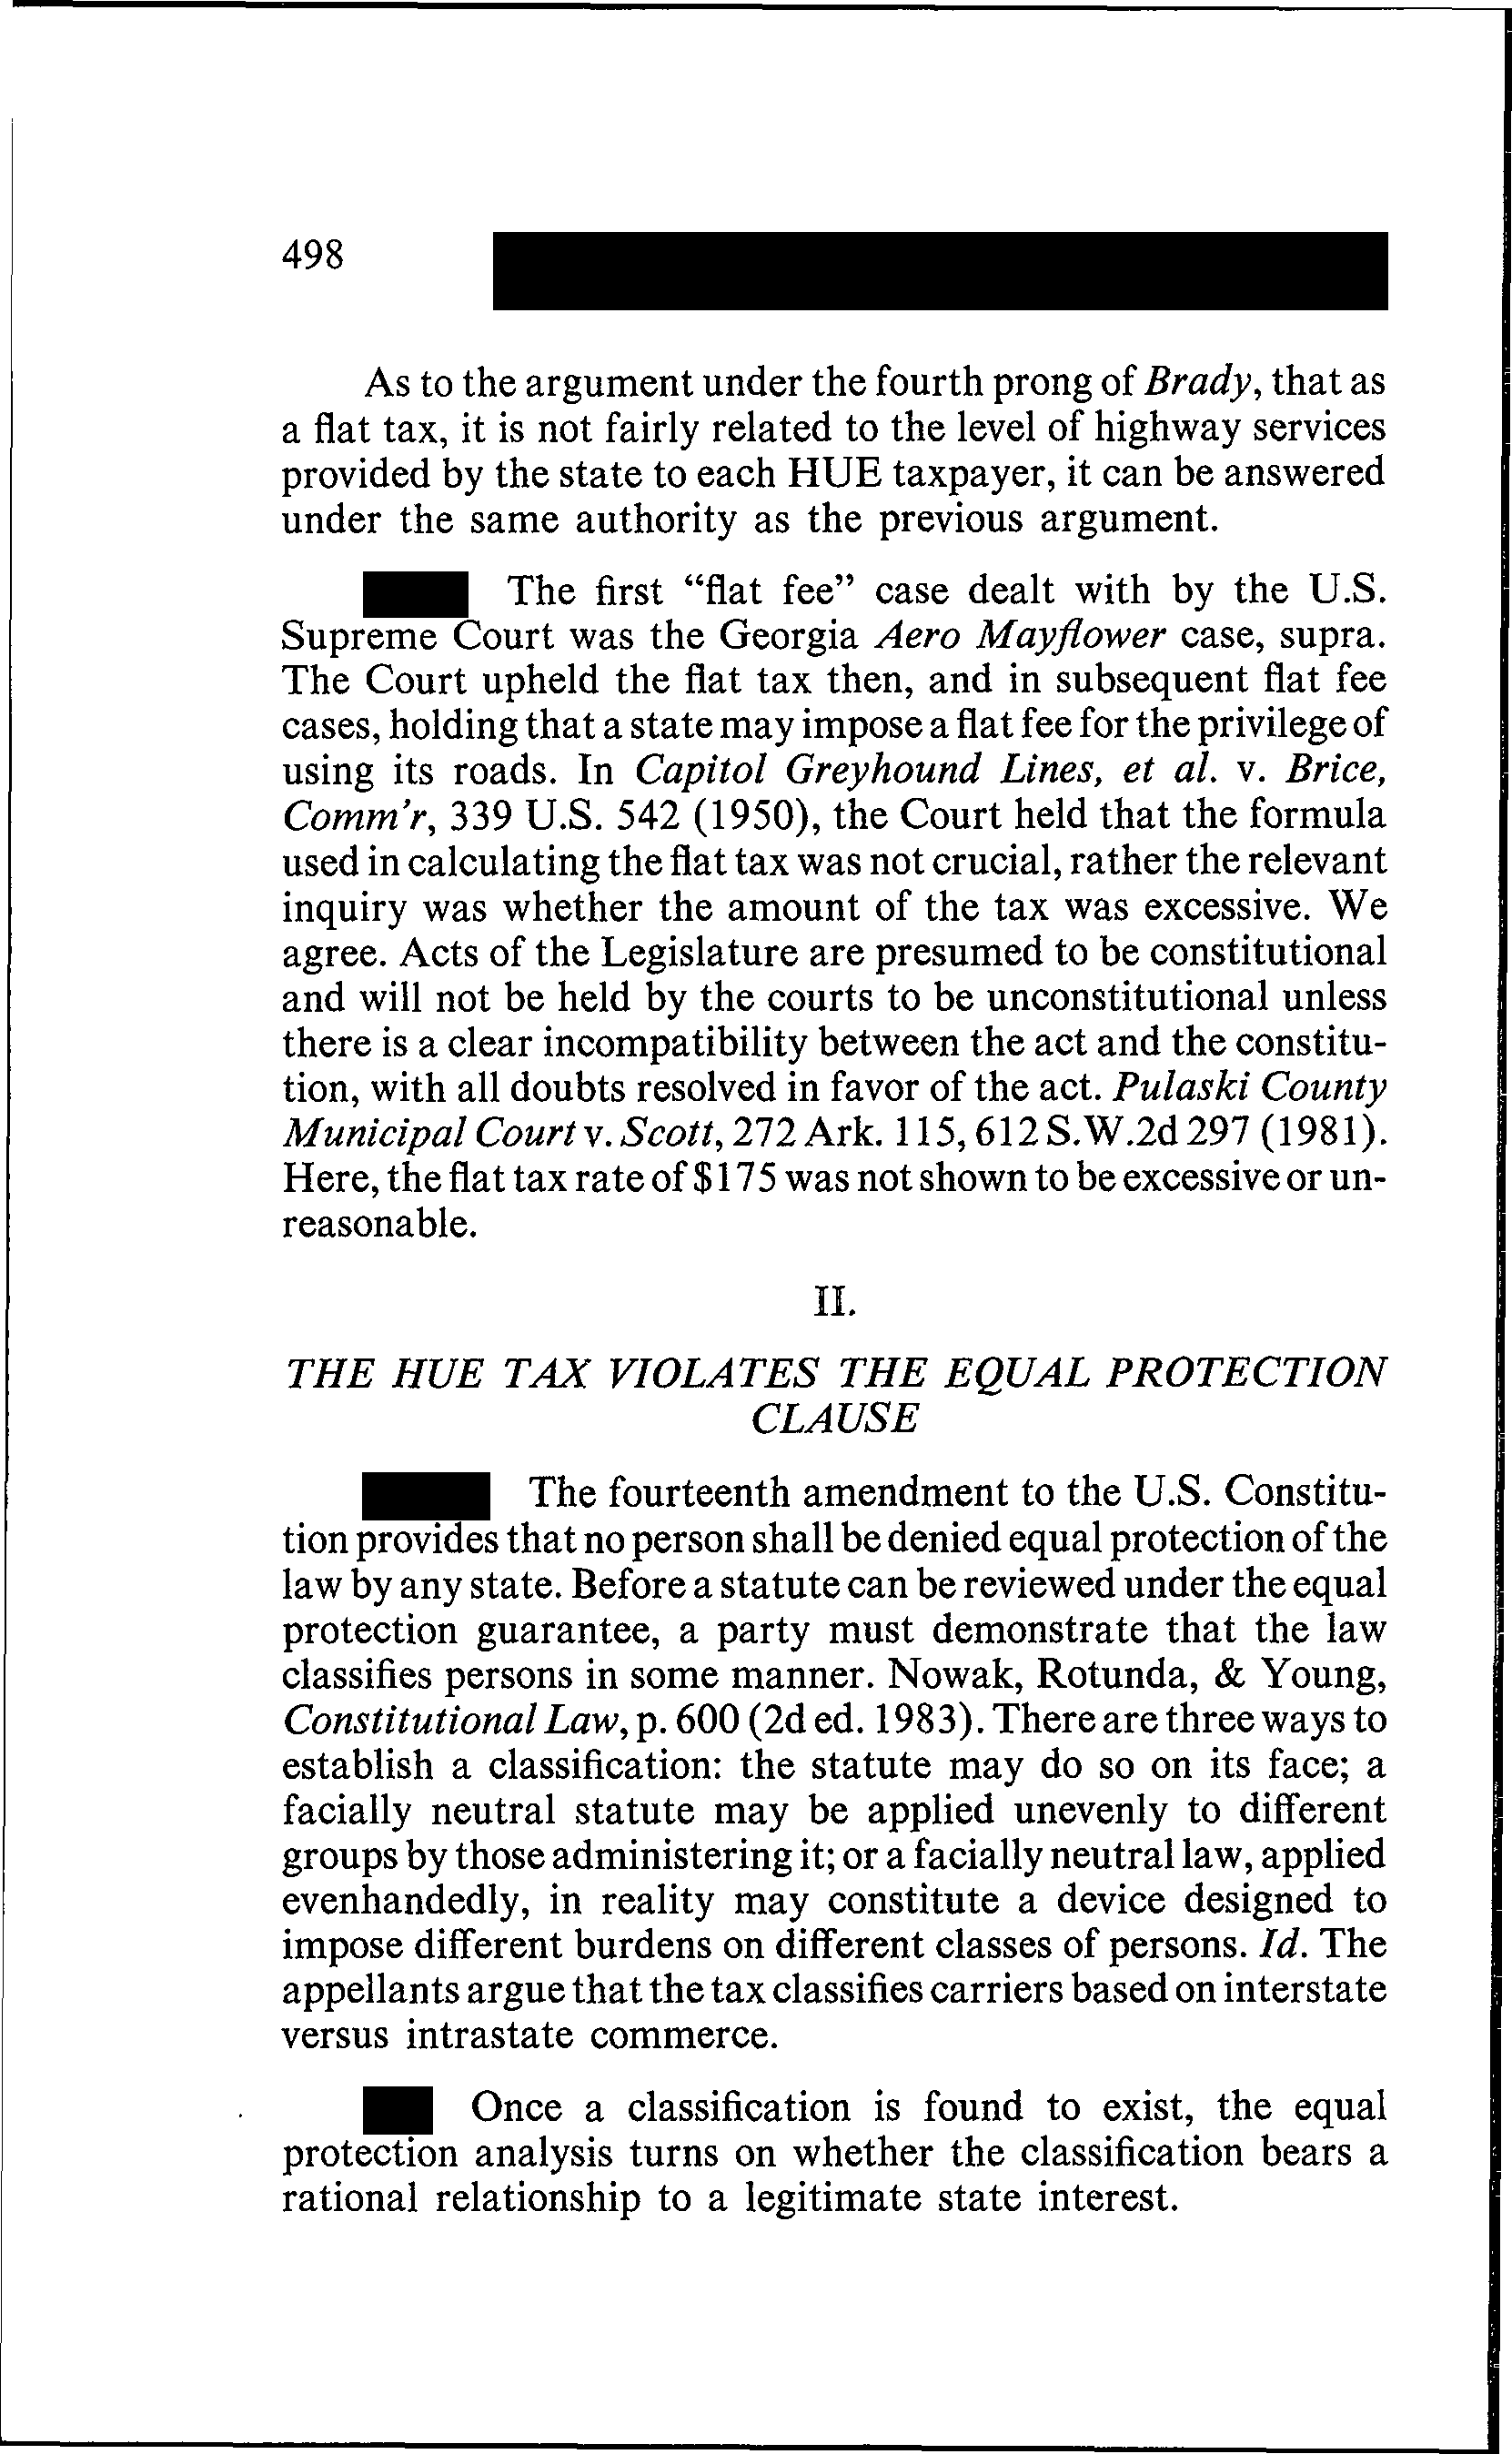 498
As to the argument under the fourth prong of Brady, that as
a flat tax, it is not fairly related to the level of highway services
provided by the state to each HUE taxpayer, it can be answered
under the same authority as the previous argument.
The first “flat fee” case dealt with by the U.S.
Supreme Court was the Georgia Aero Mayflower case, supra.
The Court upheld the flat tax then, and in subsequent flat fee
cases, holding that a state may impose a flat fee for the privilege of
using its roads. In Capitol Greyhound Lines, et al. v. Brice,
Comm'r, 339 U.S. 542 (1950), the Court held that the formula
used in calculating the flat tax was not crucial, rather the relevant
inquiry was whether the amount of the tax was excessive. We
agree. Acts of the Legislature are presumed to be constitutional
and will not be held by the courts to be unconstitutional unless
there is a clear incompatibility between the act and the constitu-
tion, with all doubts resolved in favor of the act. Pulaski County
Municipal Court v. Scott, 272 Ark. 115, 612 S.W.2d 297 (1981).
Here, the flat tax rate of $175 was not shown to be excessive or un-
reasonable.
II.
THE HUE TAX VIOLATES THE EQUAL PROTECTION
CLAUSE
The fourteenth amendment to the U.S. Constitu-
tion provides that no person shall be denied equal protection of the
law by any state. Before a statute can be reviewed under the equal
protection guarantee, a party must demonstrate that the law
classifies persons in some manner. Nowak, Rotunda, & Young,
Constitutional Law, p. 600 (2d ed. 1983). There are three ways to
establish a classification: the statute may do so on its face; a
facially neutral statute may be applied unevenly to different
groups by those administering it; or a facially neutral law, applied
evenhandedly, in reality may constitute a device designed to
impose different burdens on different classes of persons. Id. The
appellants argue that the tax classifies carriers based on interstate
versus intrastate commerce.
Once a classification is found to exist, the equal
protection analysis turns on whether the classification bears a
rational relationship to a legitimate state interest.